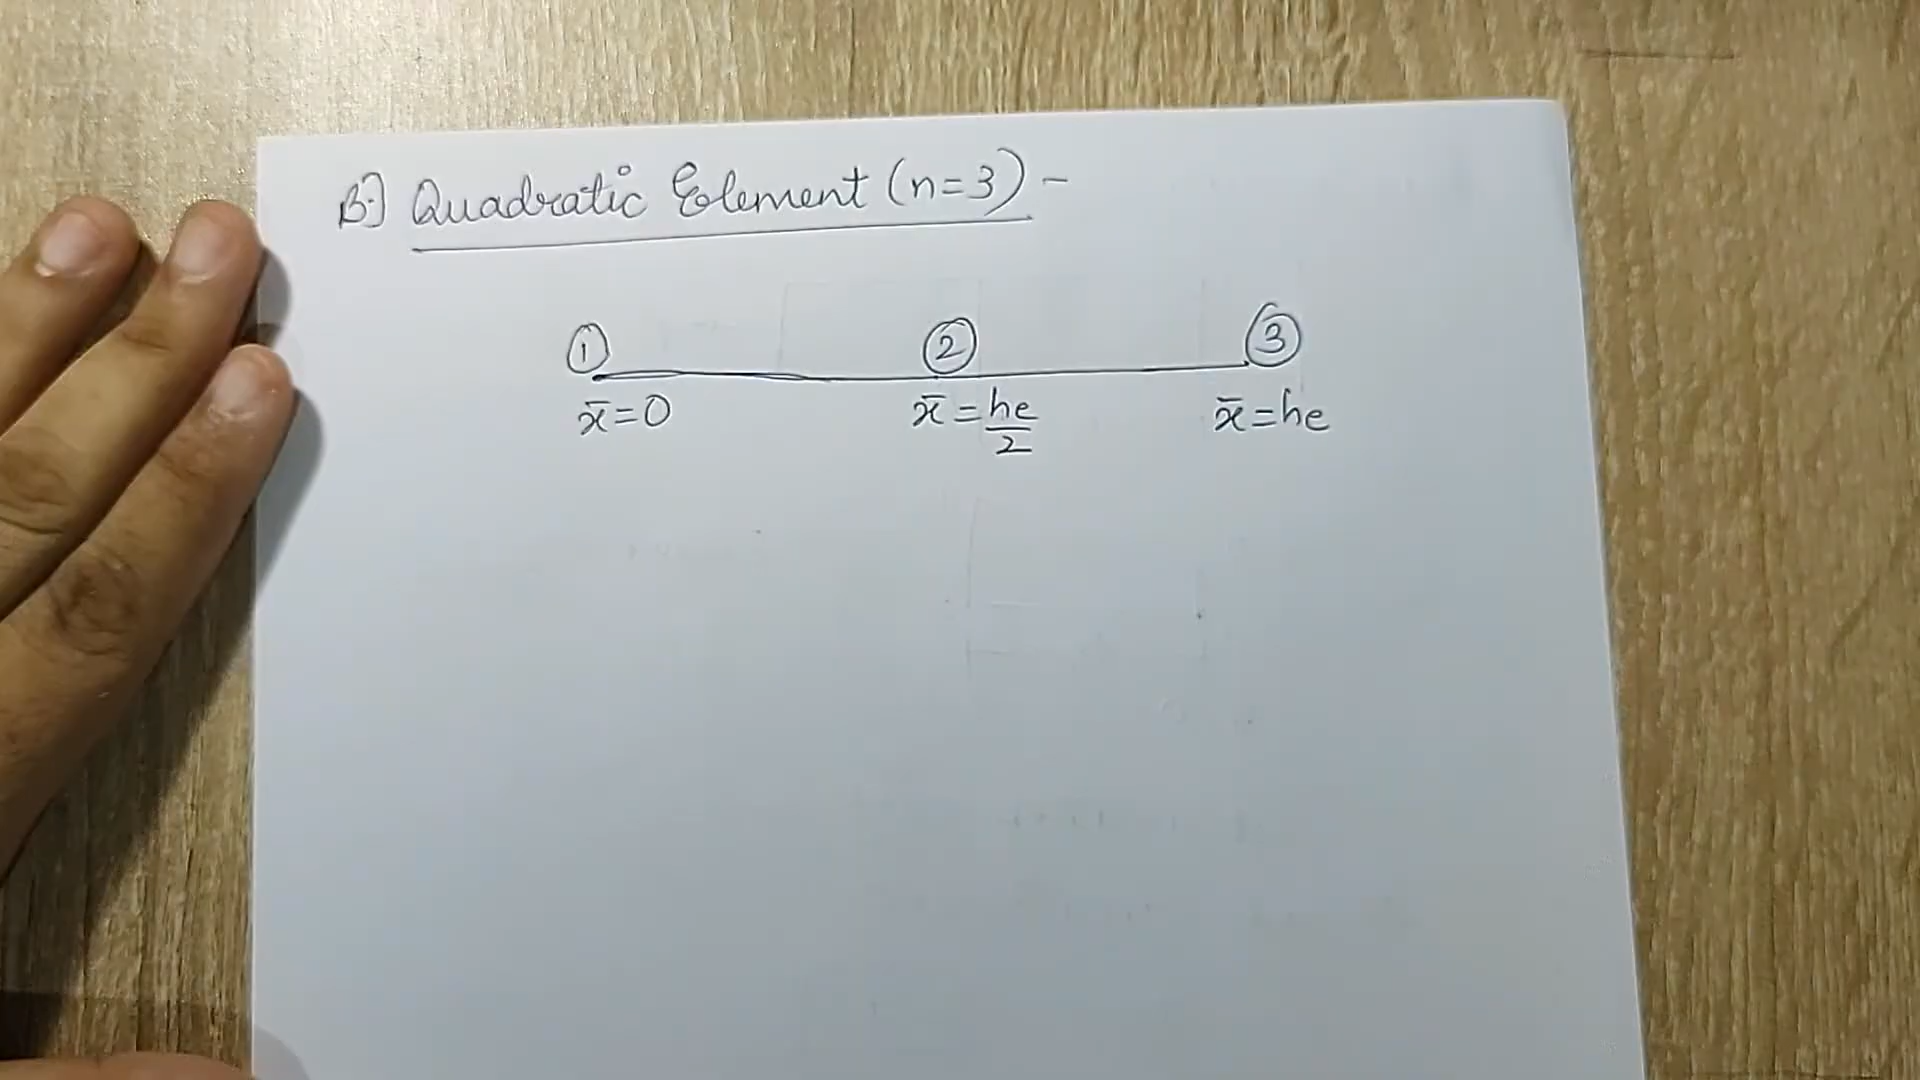 B.] Quadratic Element (n=3) -
① ② ③
x̄=0 x̄=he/2 x̄=he